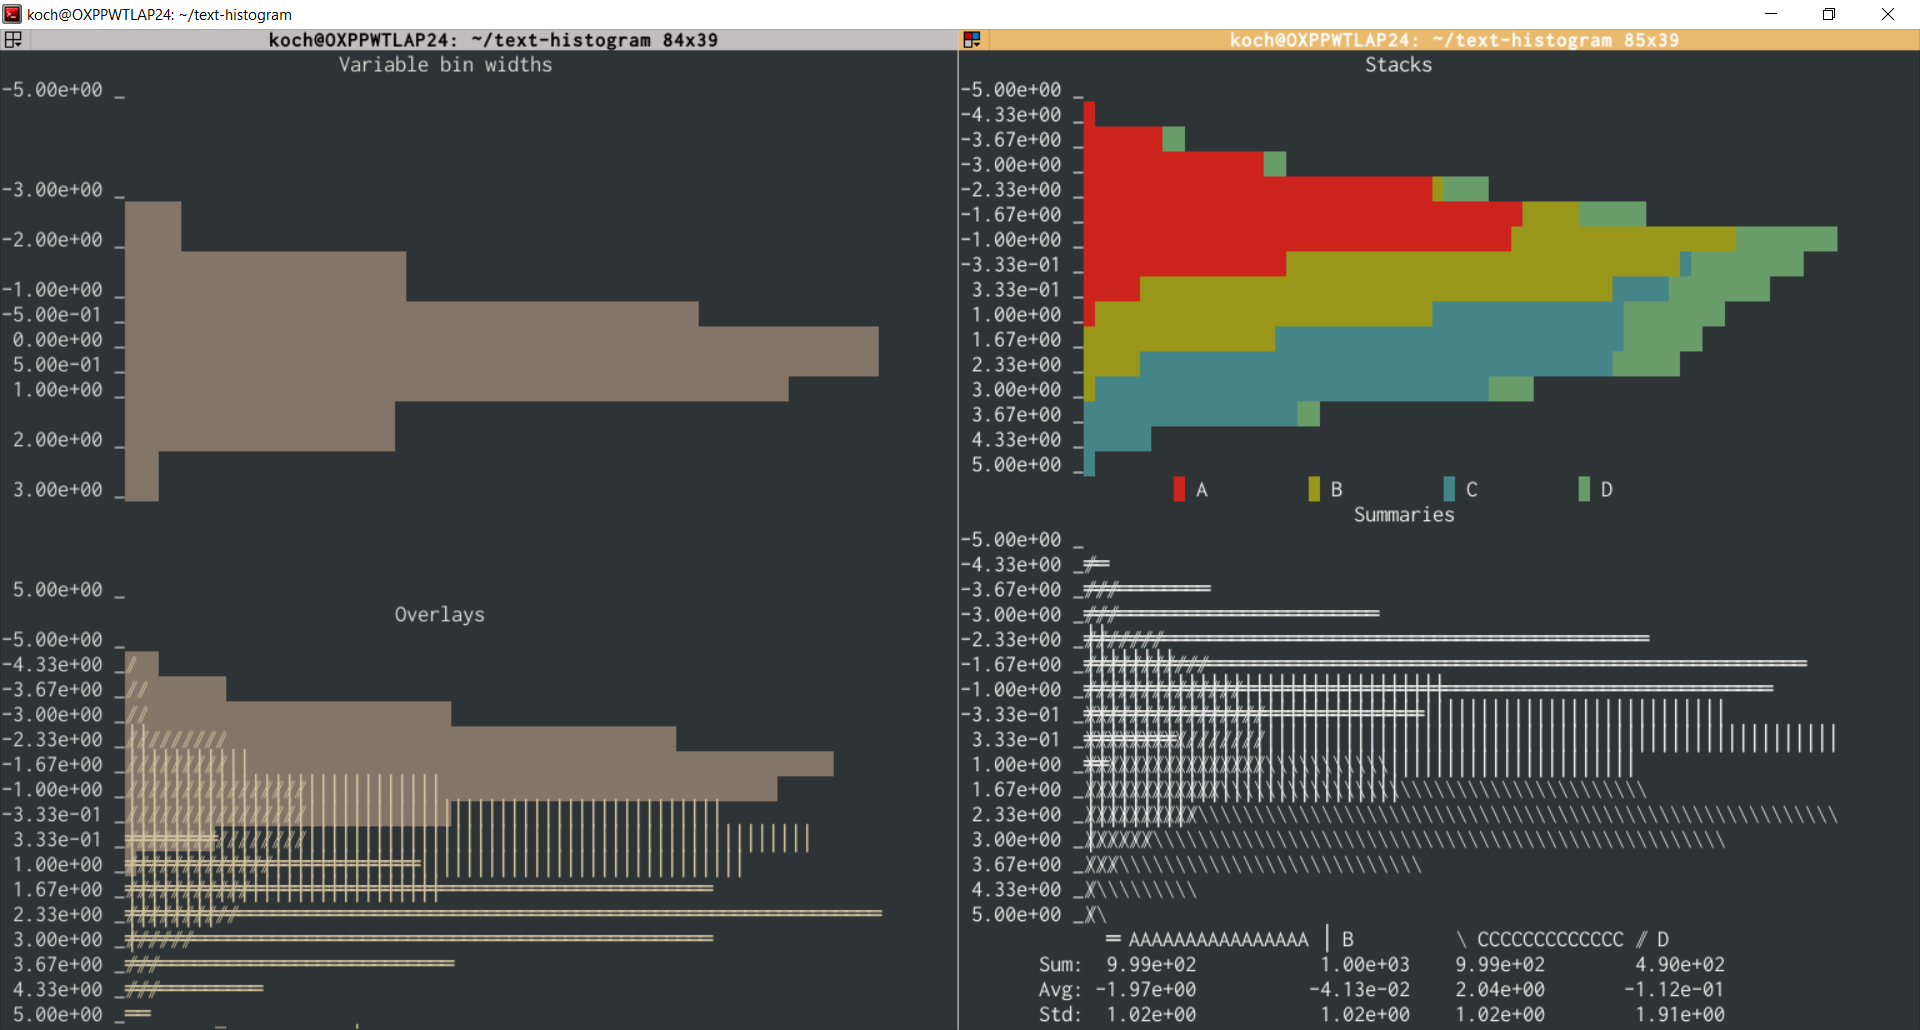 koch@OXPPWTLAP24: ~/text-histogram
koch@OXPPWTLAP24: ~/text-histogram 84x39
Variable bin widths
-5.00e+00 _
-3.00e+00 _
-2.00e+00 _
-1.00e+00 _
-5.00e-01 _
0.00e+00 _
5.00e-01 _
1.00e+00 _
2.00e+00 _
3.00e+00 _
5.00e+00 _
Overlays
-5.00e+00 _
-4.33e+00 _
-3.67e+00 _
-3.00e+00 _
-2.33e+00 _
-1.67e+00 _
-1.00e+00 _
-3.33e-01 _
3.33e-01 _
1.00e+00 _
1.67e+00 _
2.33e+00 _
3.00e+00 _
3.67e+00 _
4.33e+00 _
5.00e+00 _
koch@OXPPWTLAP24: ~/text-histogram 85x39
Stacks
-5.00e+00 _
-4.33e+00 _
-3.67e+00 _
-3.00e+00 _
-2.33e+00 _
-1.67e+00 _
-1.00e+00 _
-3.33e-01 _
3.33e-01 _
1.00e+00 _
1.67e+00 _
2.33e+00 _
3.00e+00 _
3.67e+00 _
4.33e+00 _
5.00e+00 _
A B C D
Summaries
-5.00e+00 _
-4.33e+00 _
-3.67e+00 _
-3.00e+00 _
-2.33e+00 _
-1.67e+00 _
-1.00e+00 _
-3.33e-01 _
3.33e-01 _
1.00e+00 _
1.67e+00 _
2.33e+00 _
3.00e+00 _
3.67e+00 _
4.33e+00 _
5.00e+00 _
= AAAAAAAAAAAAAAAA | B \ CCCCCCCCCCCCC / D
Sum: 9.99e+02 1.00e+03 9.99e+02 4.90e+02
Avg: -1.97e+00 -4.13e-02 2.04e+00 -1.12e-01
Std: 1.02e+00 1.02e+00 1.02e+00 1.91e+00